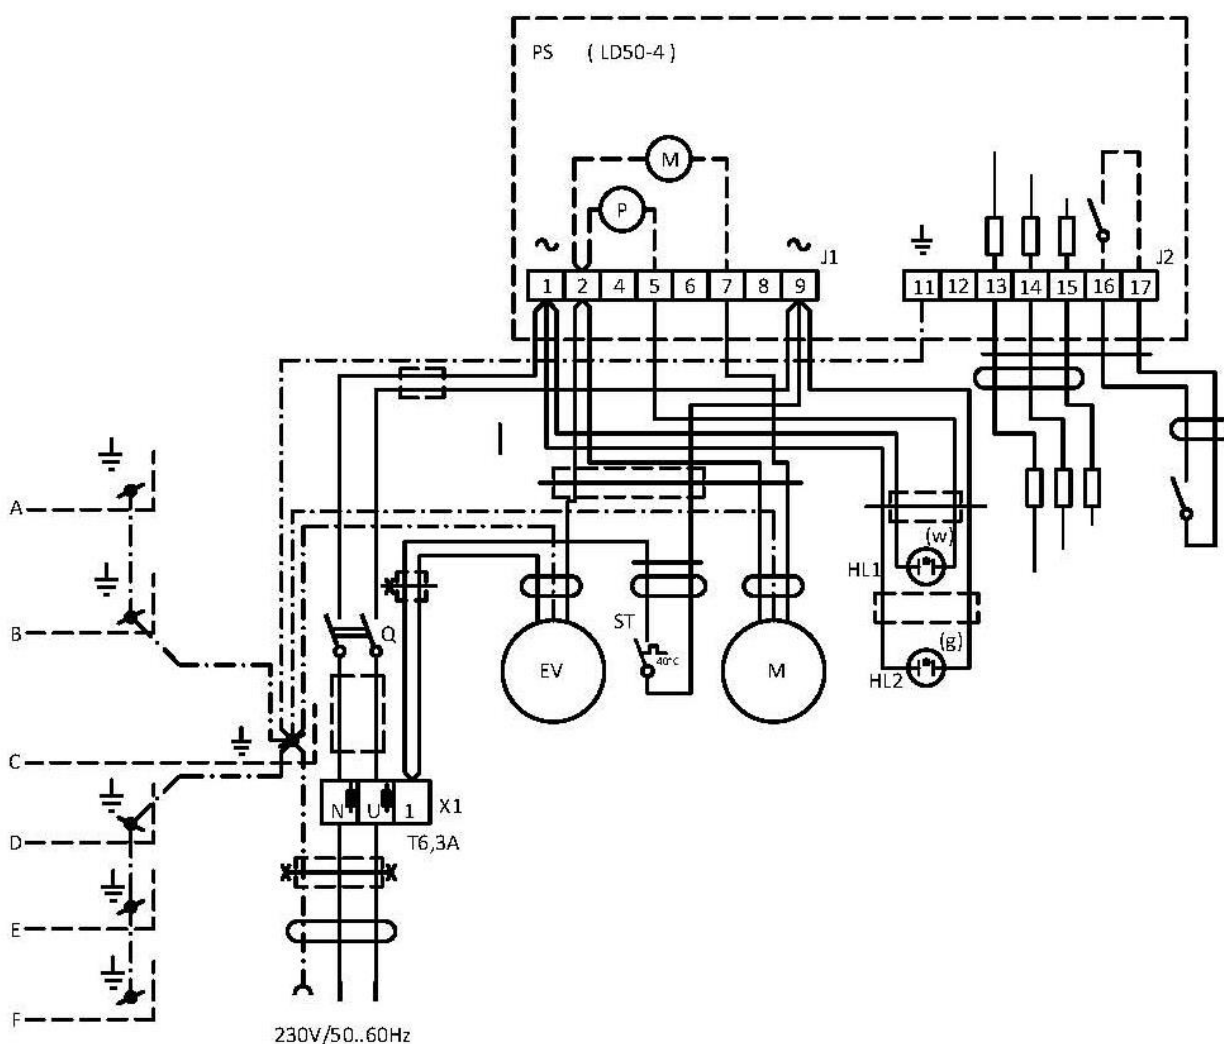 PS ( LD50-4 )
M
P
~ ~
J1 J2
1 2 4 5 6 7 8 9 11 12 13 14 15 16 17
A
B
C
D
E
F
(w)
HL1
Q
ST
40°C
EV
M
(g)
HL2
N U 1 X1
T6,3A
230V/50..60Hz